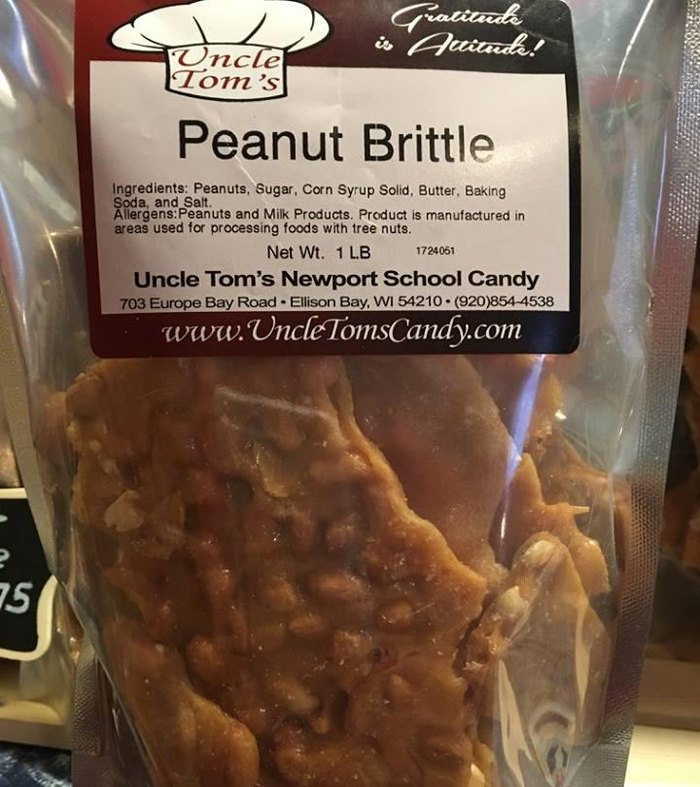 Uncle
Tom's
Gratitude
is Attitude!
Peanut Brittle
Ingredients: Peanuts, Sugar, Corn Syrup Solid, Butter, Baking
Soda, and Salt.
Allergens:Peanuts and Milk Products. Product is manufactured in
areas used for processing foods with tree nuts.
Net Wt. 1 LB 1724051
Uncle Tom's Newport School Candy
703 Europe Bay Road • Ellison Bay, WI 54210 • (920)854-4538
www.UncleTomsCandy.com
75